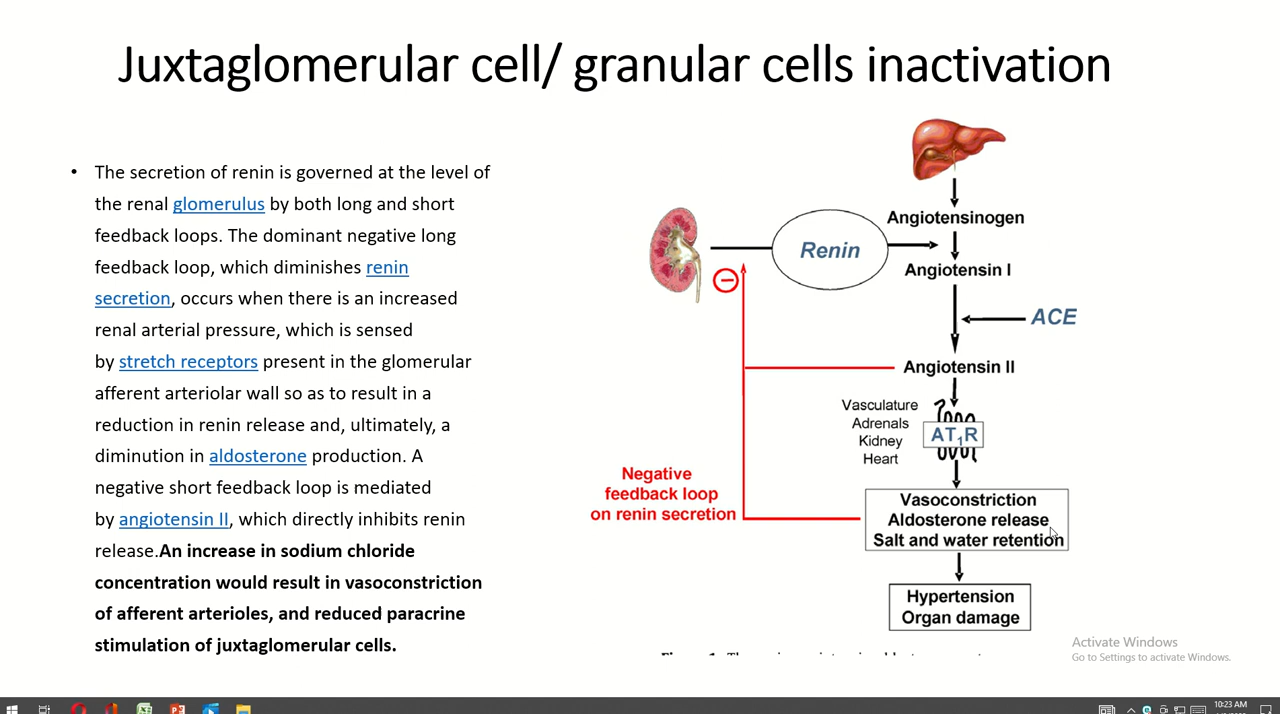 Juxtaglomerular cell/ granular cells inactivation
• The secretion of renin is governed at the level of
the renal glomerulus by both long and short
feedback loops. The dominant negative long
feedback loop, which diminishes renin
secretion, occurs when there is an increased
renal arterial pressure, which is sensed
by stretch receptors present in the glomerular
afferent arteriolar wall so as to result in a
reduction in renin release and, ultimately, a
diminution in aldosterone production. A
negative short feedback loop is mediated
by angiotensin II, which directly inhibits renin
release.An increase in sodium chloride
concentration would result in vasoconstriction
of afferent arterioles, and reduced paracrine
stimulation of juxtaglomerular cells.
Angiotensinogen
Renin
Angiotensin I
ACE
Angiotensin II
Vasculature
Adrenals
Kidney
Heart
AT1R
Negative
feedback loop
on renin secretion
Vasoconstriction
Aldosterone release
Salt and water retention
Hypertension
Organ damage
Activate Windows
Go to Settings to activate Windows.
10:23 AM